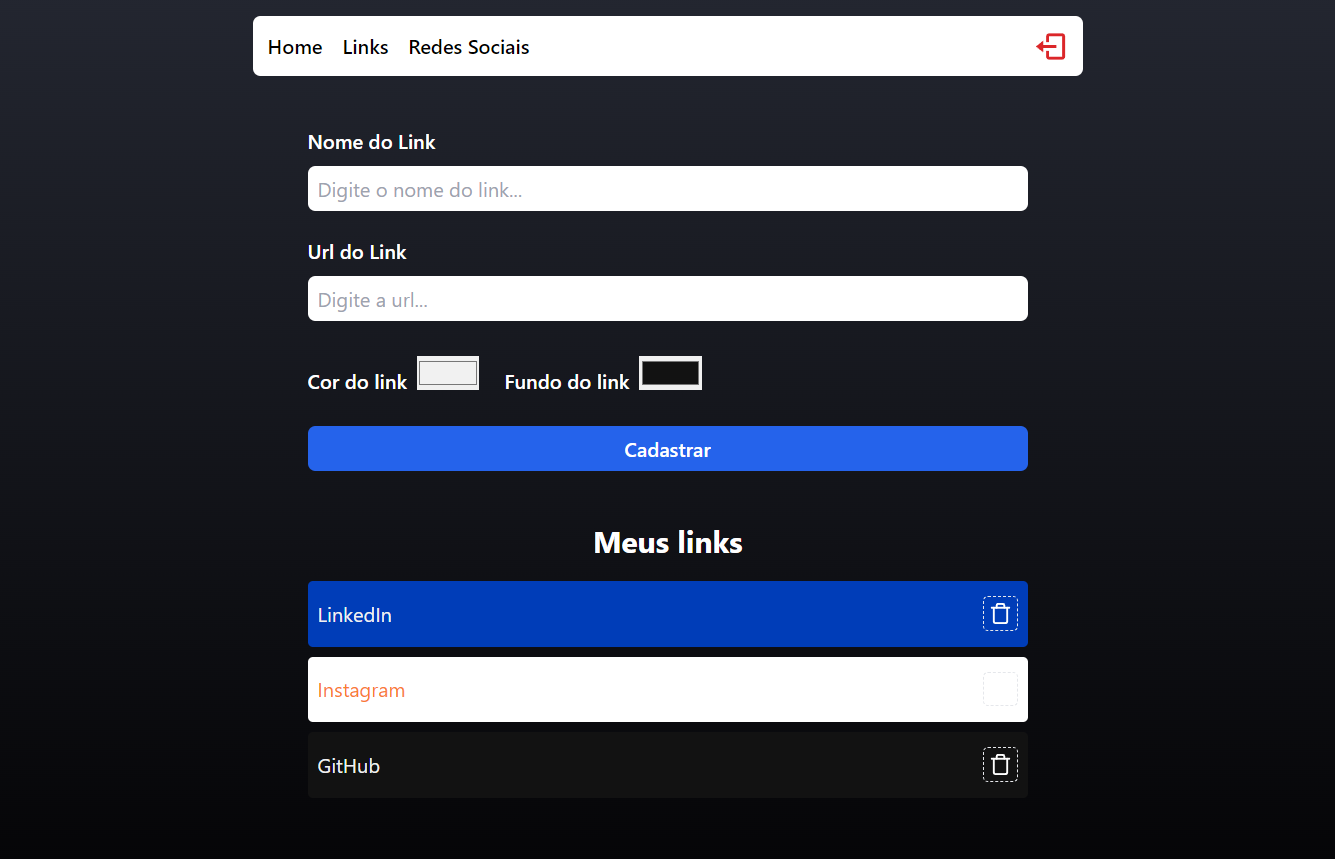 Home Links Redes Sociais
Nome do Link
Digite o nome do link...
Url do Link
Digite a url...
Cor do link Fundo do link
Cadastrar
Meus links
LinkedIn
Instagram
GitHub